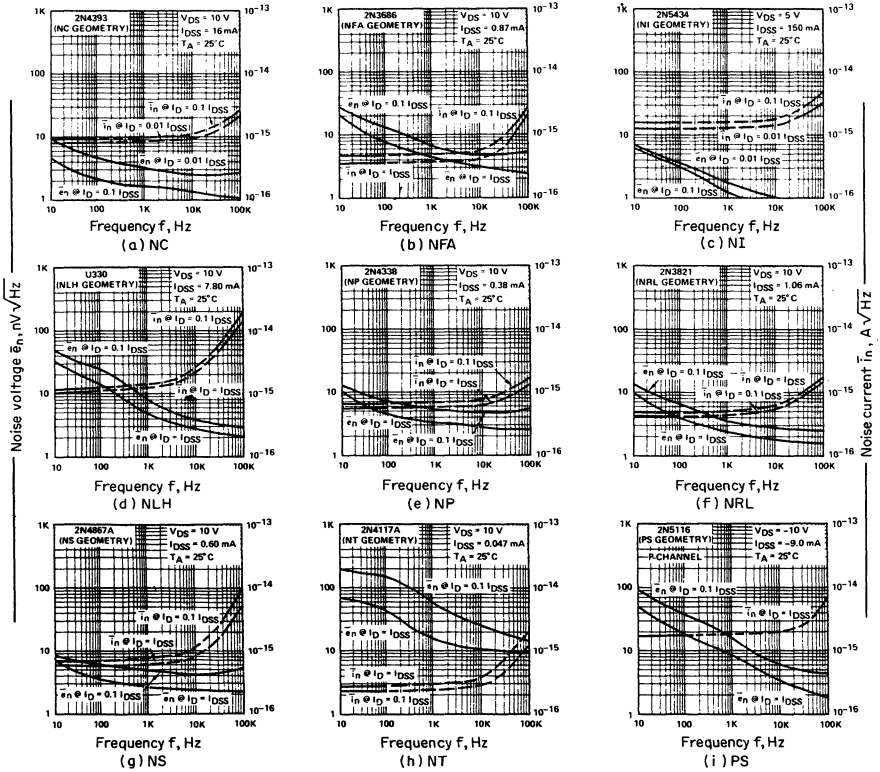 Noise voltage ēn, nV√Hz
Noise current īn, A√Hz
2N4393
(NC GEOMETRY)
VDS = 10 V
IDSS = 16 mA
TA = 25°C
īn @ ID = 0.1 IDSS
īn @ ID = 0.01 IDSS
ēn @ ID = 0.01 IDSS
ēn @ ID = 0.1 IDSS
1K
100
10
1
10⁻¹³
10⁻¹⁴
10⁻¹⁵
10⁻¹⁶
10 100 1K 10K 100K
Frequency f, Hz
(a) NC
2N3686
(NFA GEOMETRY)
VDS = 10 V
IDSS = 0.87 mA
TA = 25°C
ēn @ ID = 0.1 IDSS
īn @ ID = 0.1 IDSS
īn @ ID = IDSS
ēn @ ID = IDSS
1K
100
10
1
10⁻¹³
10⁻¹⁴
10⁻¹⁵
10⁻¹⁶
10 100 1K 10K 100K
Frequency f, Hz
(b) NFA
2N5434
(NI GEOMETRY)
VDS = 5 V
IDSS = 150 mA
TA = 25°C
īn @ ID = 0.1 IDSS
īn @ ID = 0.01 IDSS
ēn @ ID = 0.01 IDSS
ēn @ ID = 0.1 IDSS
1K
100
10
1
10⁻¹³
10⁻¹⁴
10⁻¹⁵
10⁻¹⁶
10 100 1K 10K 100K
Frequency f, Hz
(c) NI
U330
(NLH GEOMETRY)
VDS = 10 V
IDSS = 7.80 mA
TA = 25°C
īn @ ID = 0.1 IDSS
ēn @ ID = 0.1 IDSS
īn @ ID = IDSS
ēn @ ID = IDSS
1K
100
10
1
10⁻¹³
10⁻¹⁴
10⁻¹⁵
10⁻¹⁶
10 100 1K 10K 100K
Frequency f, Hz
(d) NLH
2N4338
(NP GEOMETRY)
VDS = 10 V
IDSS = 0.38 mA
TA = 25°C
īn @ ID = 0.1 IDSS
īn @ ID = IDSS
ēn @ ID = IDSS
ēn @ ID = 0.1 IDSS
1K
100
10
1
10⁻¹³
10⁻¹⁴
10⁻¹⁵
10⁻¹⁶
10 100 1K 10K 100K
Frequency f, Hz
(e) NP
2N3821
(NRL GEOMETRY)
VDS = 10 V
IDSS = 1.06 mA
TA = 25°C
ēn @ ID = 0.1 IDSS
īn @ ID = IDSS
īn @ ID = 0.1 IDSS
ēn @ ID = IDSS
1K
100
10
1
10⁻¹³
10⁻¹⁴
10⁻¹⁵
10⁻¹⁶
10 100 1K 10K 100K
Frequency f, Hz
(f) NRL
2N4867A
(NS GEOMETRY)
VDS = 10 V
IDSS = 0.60 mA
TA = 25°C
īn @ ID = 0.1 IDSS
īn @ ID = IDSS
ēn @ ID = 0.1 IDSS
ēn @ ID = IDSS
1K
100
10
1
10⁻¹³
10⁻¹⁴
10⁻¹⁵
10⁻¹⁶
10 100 1K 10K 100K
Frequency f, Hz
(g) NS
2N4117A
(NT GEOMETRY)
VDS = 10 V
IDSS = 0.047 mA
TA = 25°C
ēn @ ID = 0.1 IDSS
ēn @ ID = IDSS
īn @ ID = IDSS
īn @ ID = 0.1 IDSS
1K
100
10
1
10⁻¹³
10⁻¹⁴
10⁻¹⁵
10⁻¹⁶
10 100 1K 10K 100K
Frequency f, Hz
(h) NT
2N5116
(PS GEOMETRY)
P-CHANNEL
VDS = -10 V
IDSS = -9.0 mA
TA = 25°C
ēn @ ID = 0.1 IDSS
īn @ ID = IDSS
ēn @ ID = IDSS
1K
100
10
1
10⁻¹³
10⁻¹⁴
10⁻¹⁵
10⁻¹⁶
10 100 1K 10K 100K
Frequency f, Hz
(i) PS